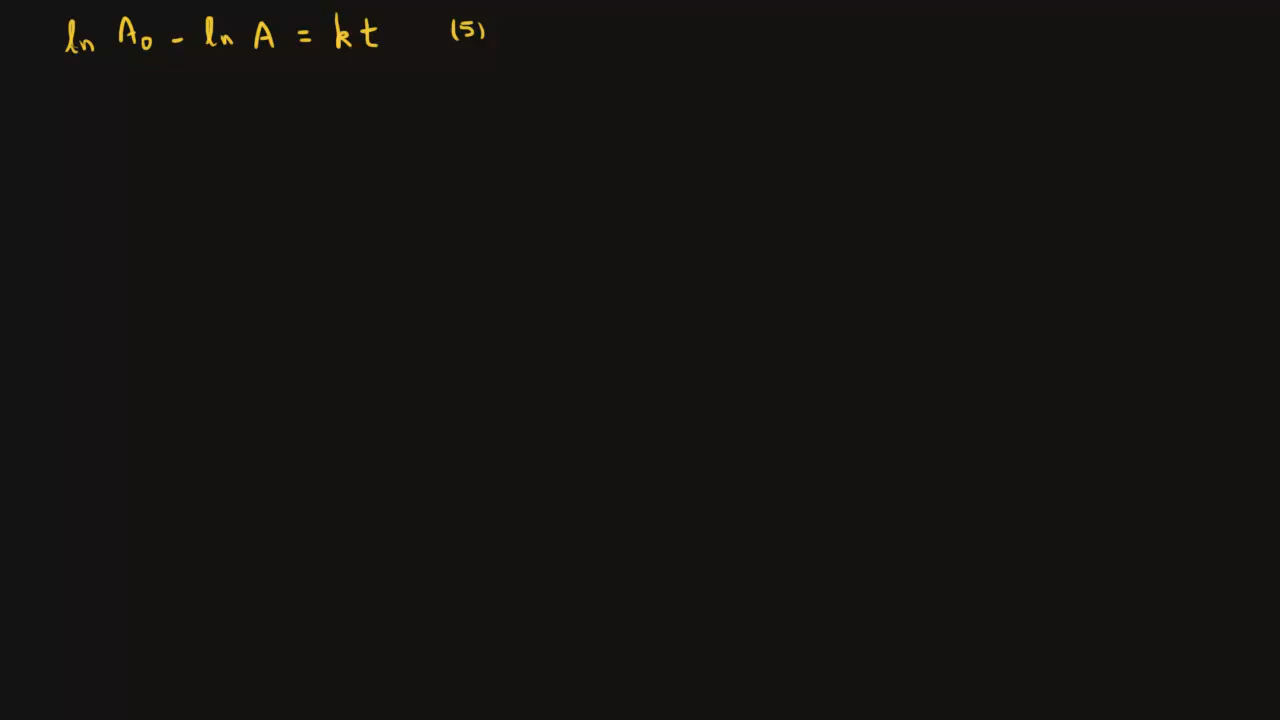 ln A₀ - ln A = kt (5)